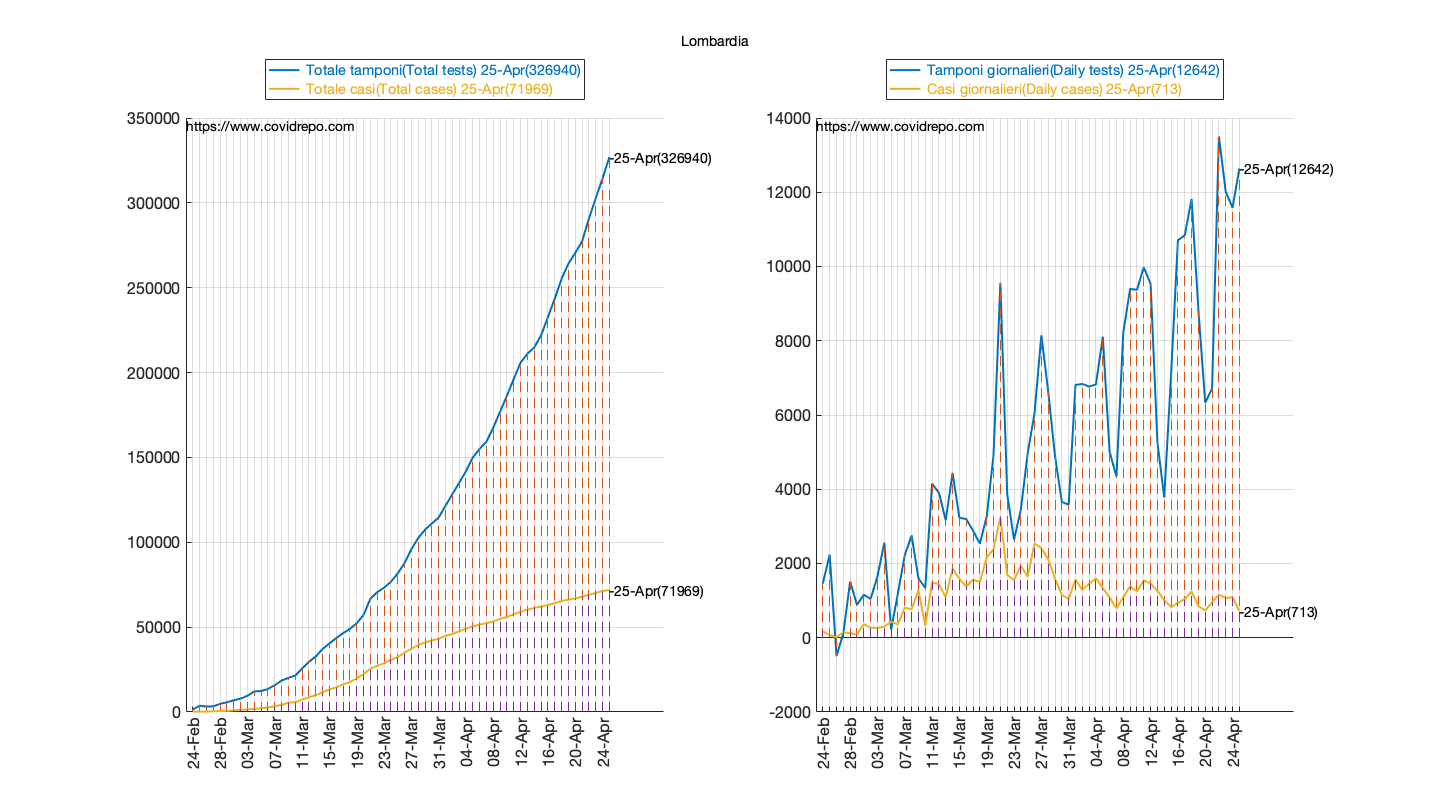 Lombardia
Totale tamponi(Total tests) 25-Apr(326940)
Totale casi(Total cases) 25-Apr(71969)
https://www.covidrepo.com
350000
300000
250000
200000
150000
100000
50000
0
25-Apr(326940)
25-Apr(71969)
24-Feb
28-Feb
03-Mar
07-Mar
11-Mar
15-Mar
19-Mar
23-Mar
27-Mar
31-Mar
04-Apr
08-Apr
12-Apr
16-Apr
20-Apr
24-Apr
Tamponi giornalieri(Daily tests) 25-Apr(12642)
Casi giornalieri(Daily cases) 25-Apr(713)
https://www.covidrepo.com
14000
12000
10000
8000
6000
4000
2000
0
-2000
25-Apr(12642)
25-Apr(713)
24-Feb
28-Feb
03-Mar
07-Mar
11-Mar
15-Mar
19-Mar
23-Mar
27-Mar
31-Mar
04-Apr
08-Apr
12-Apr
16-Apr
20-Apr
24-Apr